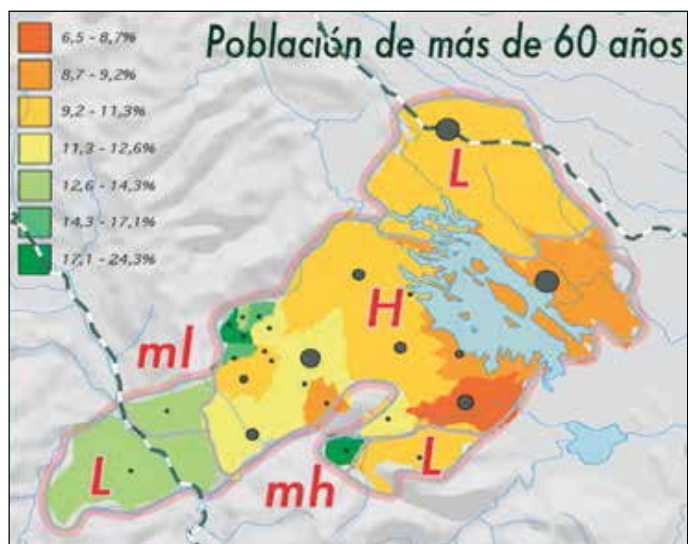 Población de más de 60 años
6,5 - 8,7%
8,7 - 9,2%
9,2 - 11,3%
11,3 - 12,6%
12,6 - 14,3%
14,3 - 17,1%
17,1 - 24,3%
L
H
ml
L
mh
L